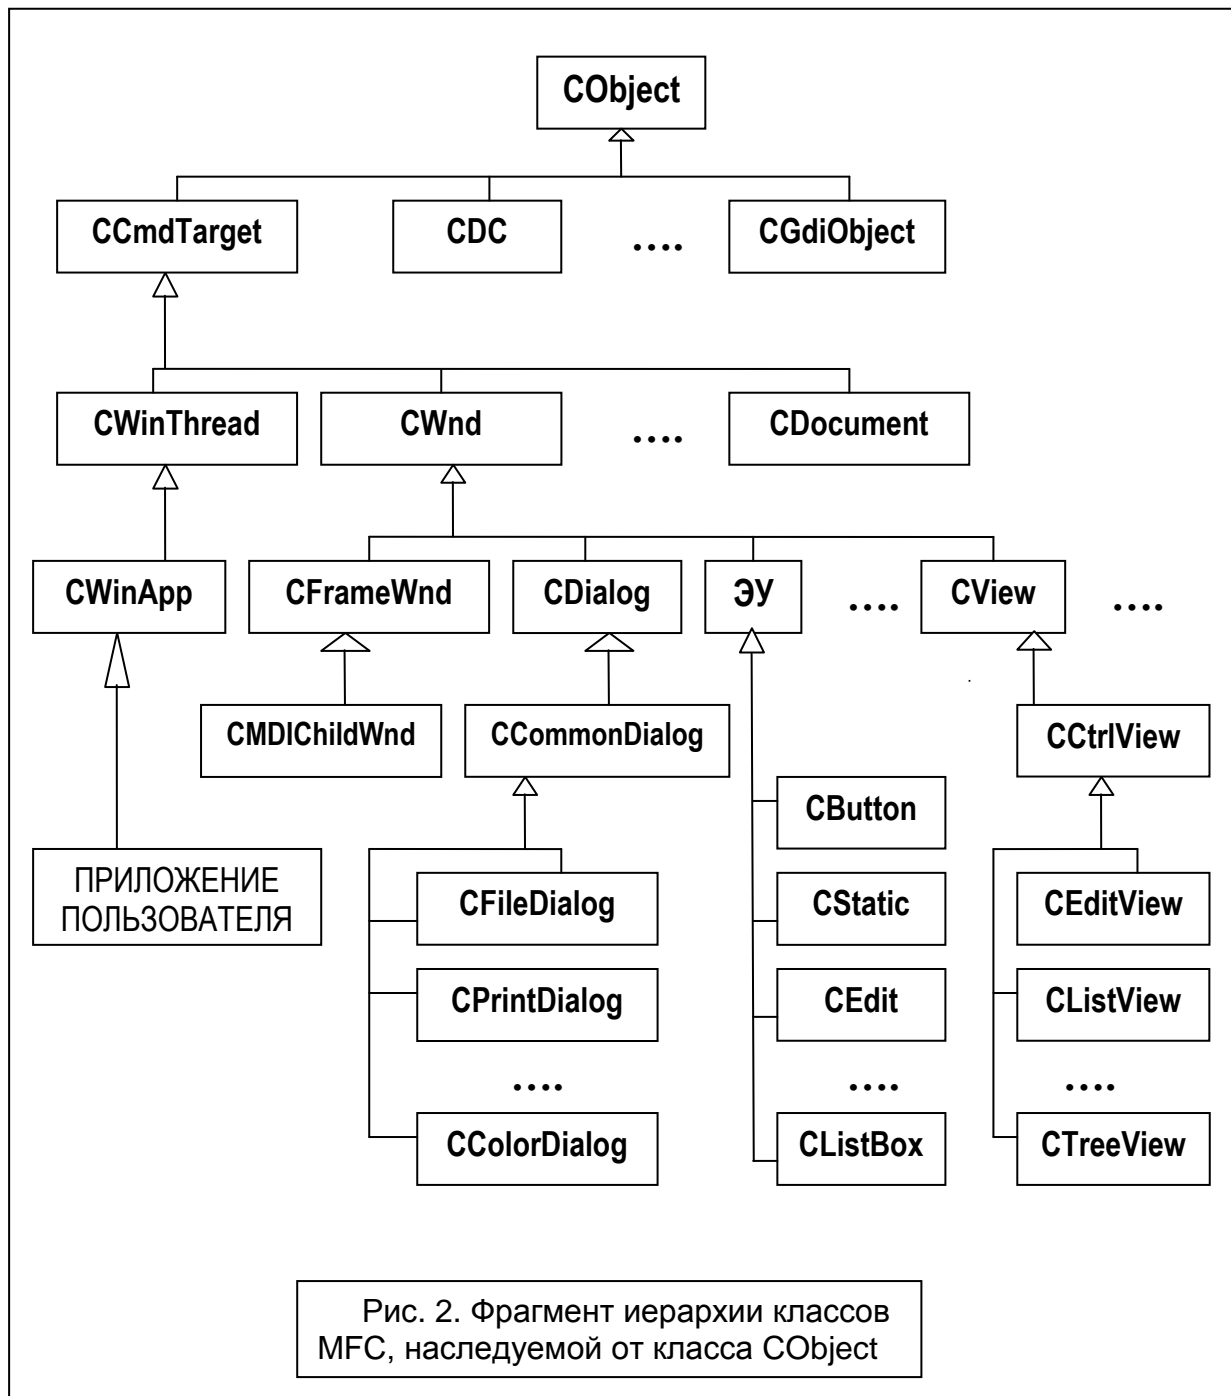 CObject
CCmdTarget
CDC
....
CGdiObject
CWinThread
CWnd
....
CDocument
CWinApp
CFrameWnd
CDialog
ЭУ
....
CView
....
CMDIChildWnd
CCommonDialog
CCtrlView
CButton
ПРИЛОЖЕНИЕ
ПОЛЬЗОВАТЕЛЯ
CFileDialog
CStatic
CEditView
CPrintDialog
CEdit
CListView
....
....
....
CColorDialog
CListBox
CTreeView
Рис. 2. Фрагмент иерархии классов
MFC, наследуемой от класса CObject